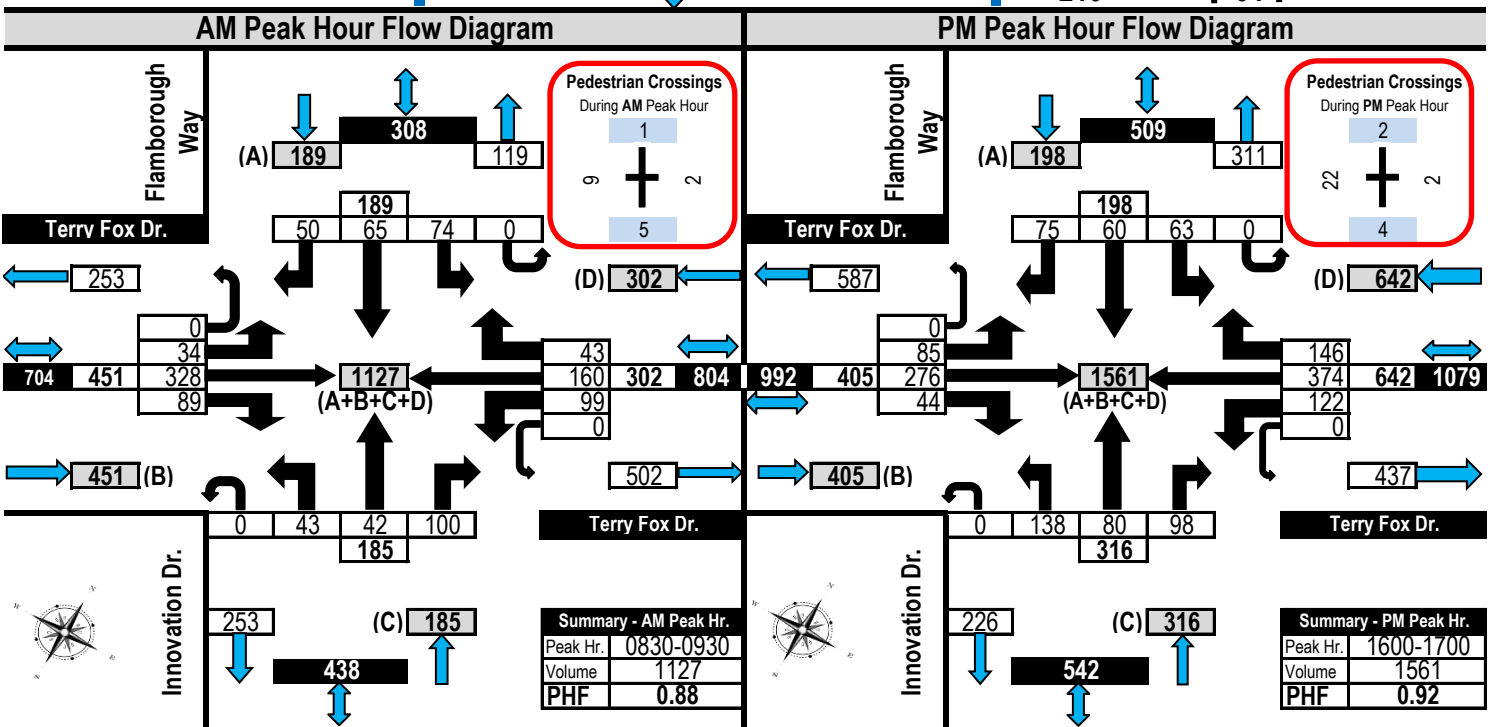 AM Peak Hour Flow Diagram
Flamborough
Way
Pedestrian Crossings
During AM Peak Hour
1
9
2
5
308
(A) 189
119
189
50 65 74 0
Terry Fox Dr.
253
(D) 302
0
34
704 451 328
89
1127
(A+B+C+D)
43
160 302 804
99
0
451 (B)
502
0 43 42 100
185
Terry Fox Dr.
Innovation Dr.
253
(C) 185
438
Summary - AM Peak Hr.
Peak Hr. 0830-0930
Volume 1127
PHF 0.88
PM Peak Hour Flow Diagram
Flamborough
Way
Pedestrian Crossings
During PM Peak Hour
2
22
2
4
509
(A) 198
311
198
75 60 63 0
Terry Fox Dr.
587
(D) 642
0
85
992 405 276
44
1561
(A+B+C+D)
146
374 642 1079
122
0
405 (B)
437
0 138 80 98
316
Terry Fox Dr.
Innovation Dr.
226
(C) 316
542
Summary - PM Peak Hr.
Peak Hr. 1600-1700
Volume 1561
PHF 0.92